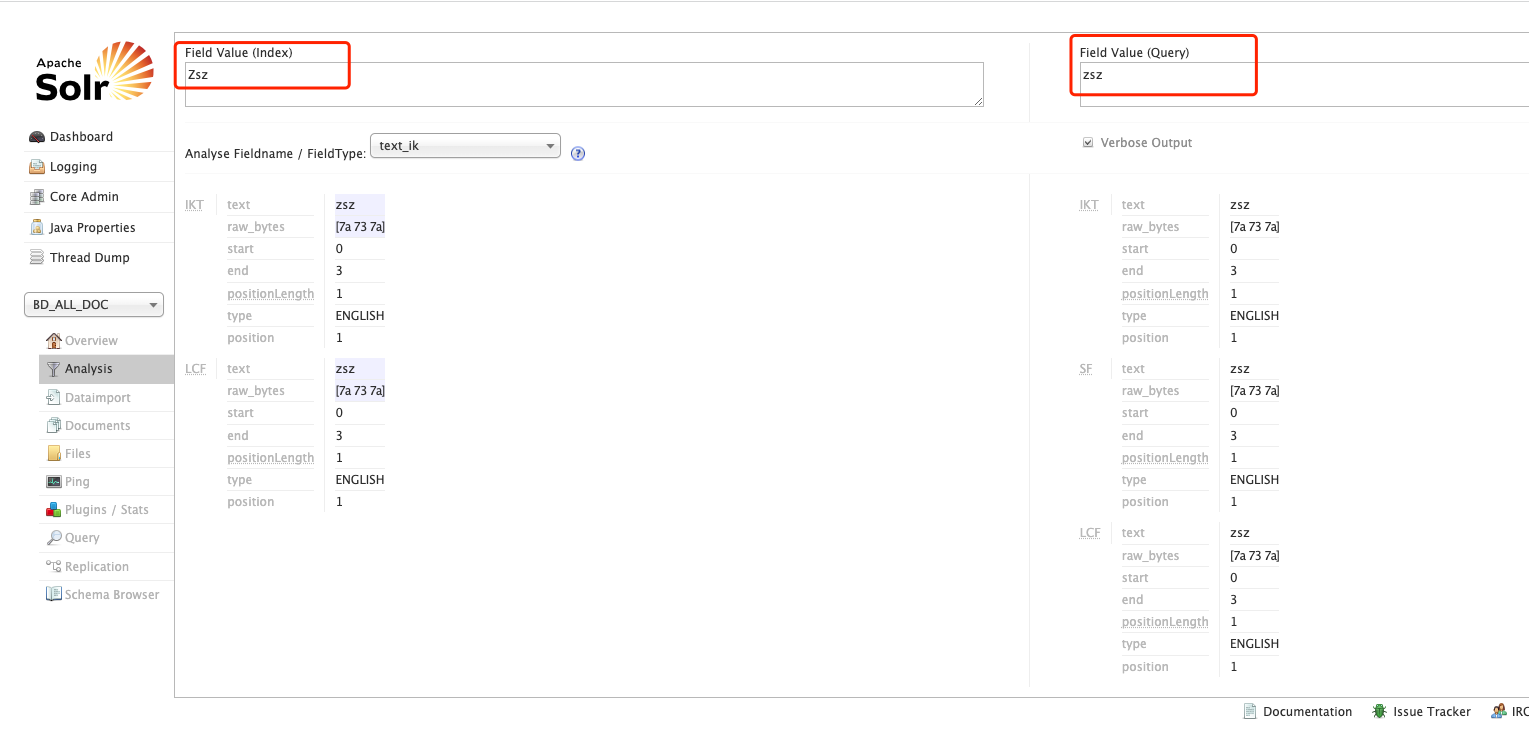 Apache
Solr
Dashboard
Logging
Core Admin
Java Properties
Thread Dump
BD_ALL_DOC
Overview
Analysis
Dataimport
Documents
Files
Ping
Plugins / Stats
Query
Replication
Schema Browser
Field Value (Index)
Zsz
Field Value (Query)
zsz
Analyse Fieldname / FieldType: text_ik ?
Verbose Output
IKT text zsz
raw_bytes [7a 73 7a]
start 0
end 3
positionLength 1
type ENGLISH
position 1
LCF text zsz
raw_bytes [7a 73 7a]
start 0
end 3
positionLength 1
type ENGLISH
position 1
IKT text zsz
raw_bytes [7a 73 7a]
start 0
end 3
positionLength 1
type ENGLISH
position 1
SF text zsz
raw_bytes [7a 73 7a]
start 0
end 3
positionLength 1
type ENGLISH
position 1
LCF text zsz
raw_bytes [7a 73 7a]
start 0
end 3
positionLength 1
type ENGLISH
position 1
Documentation Issue Tracker IRC